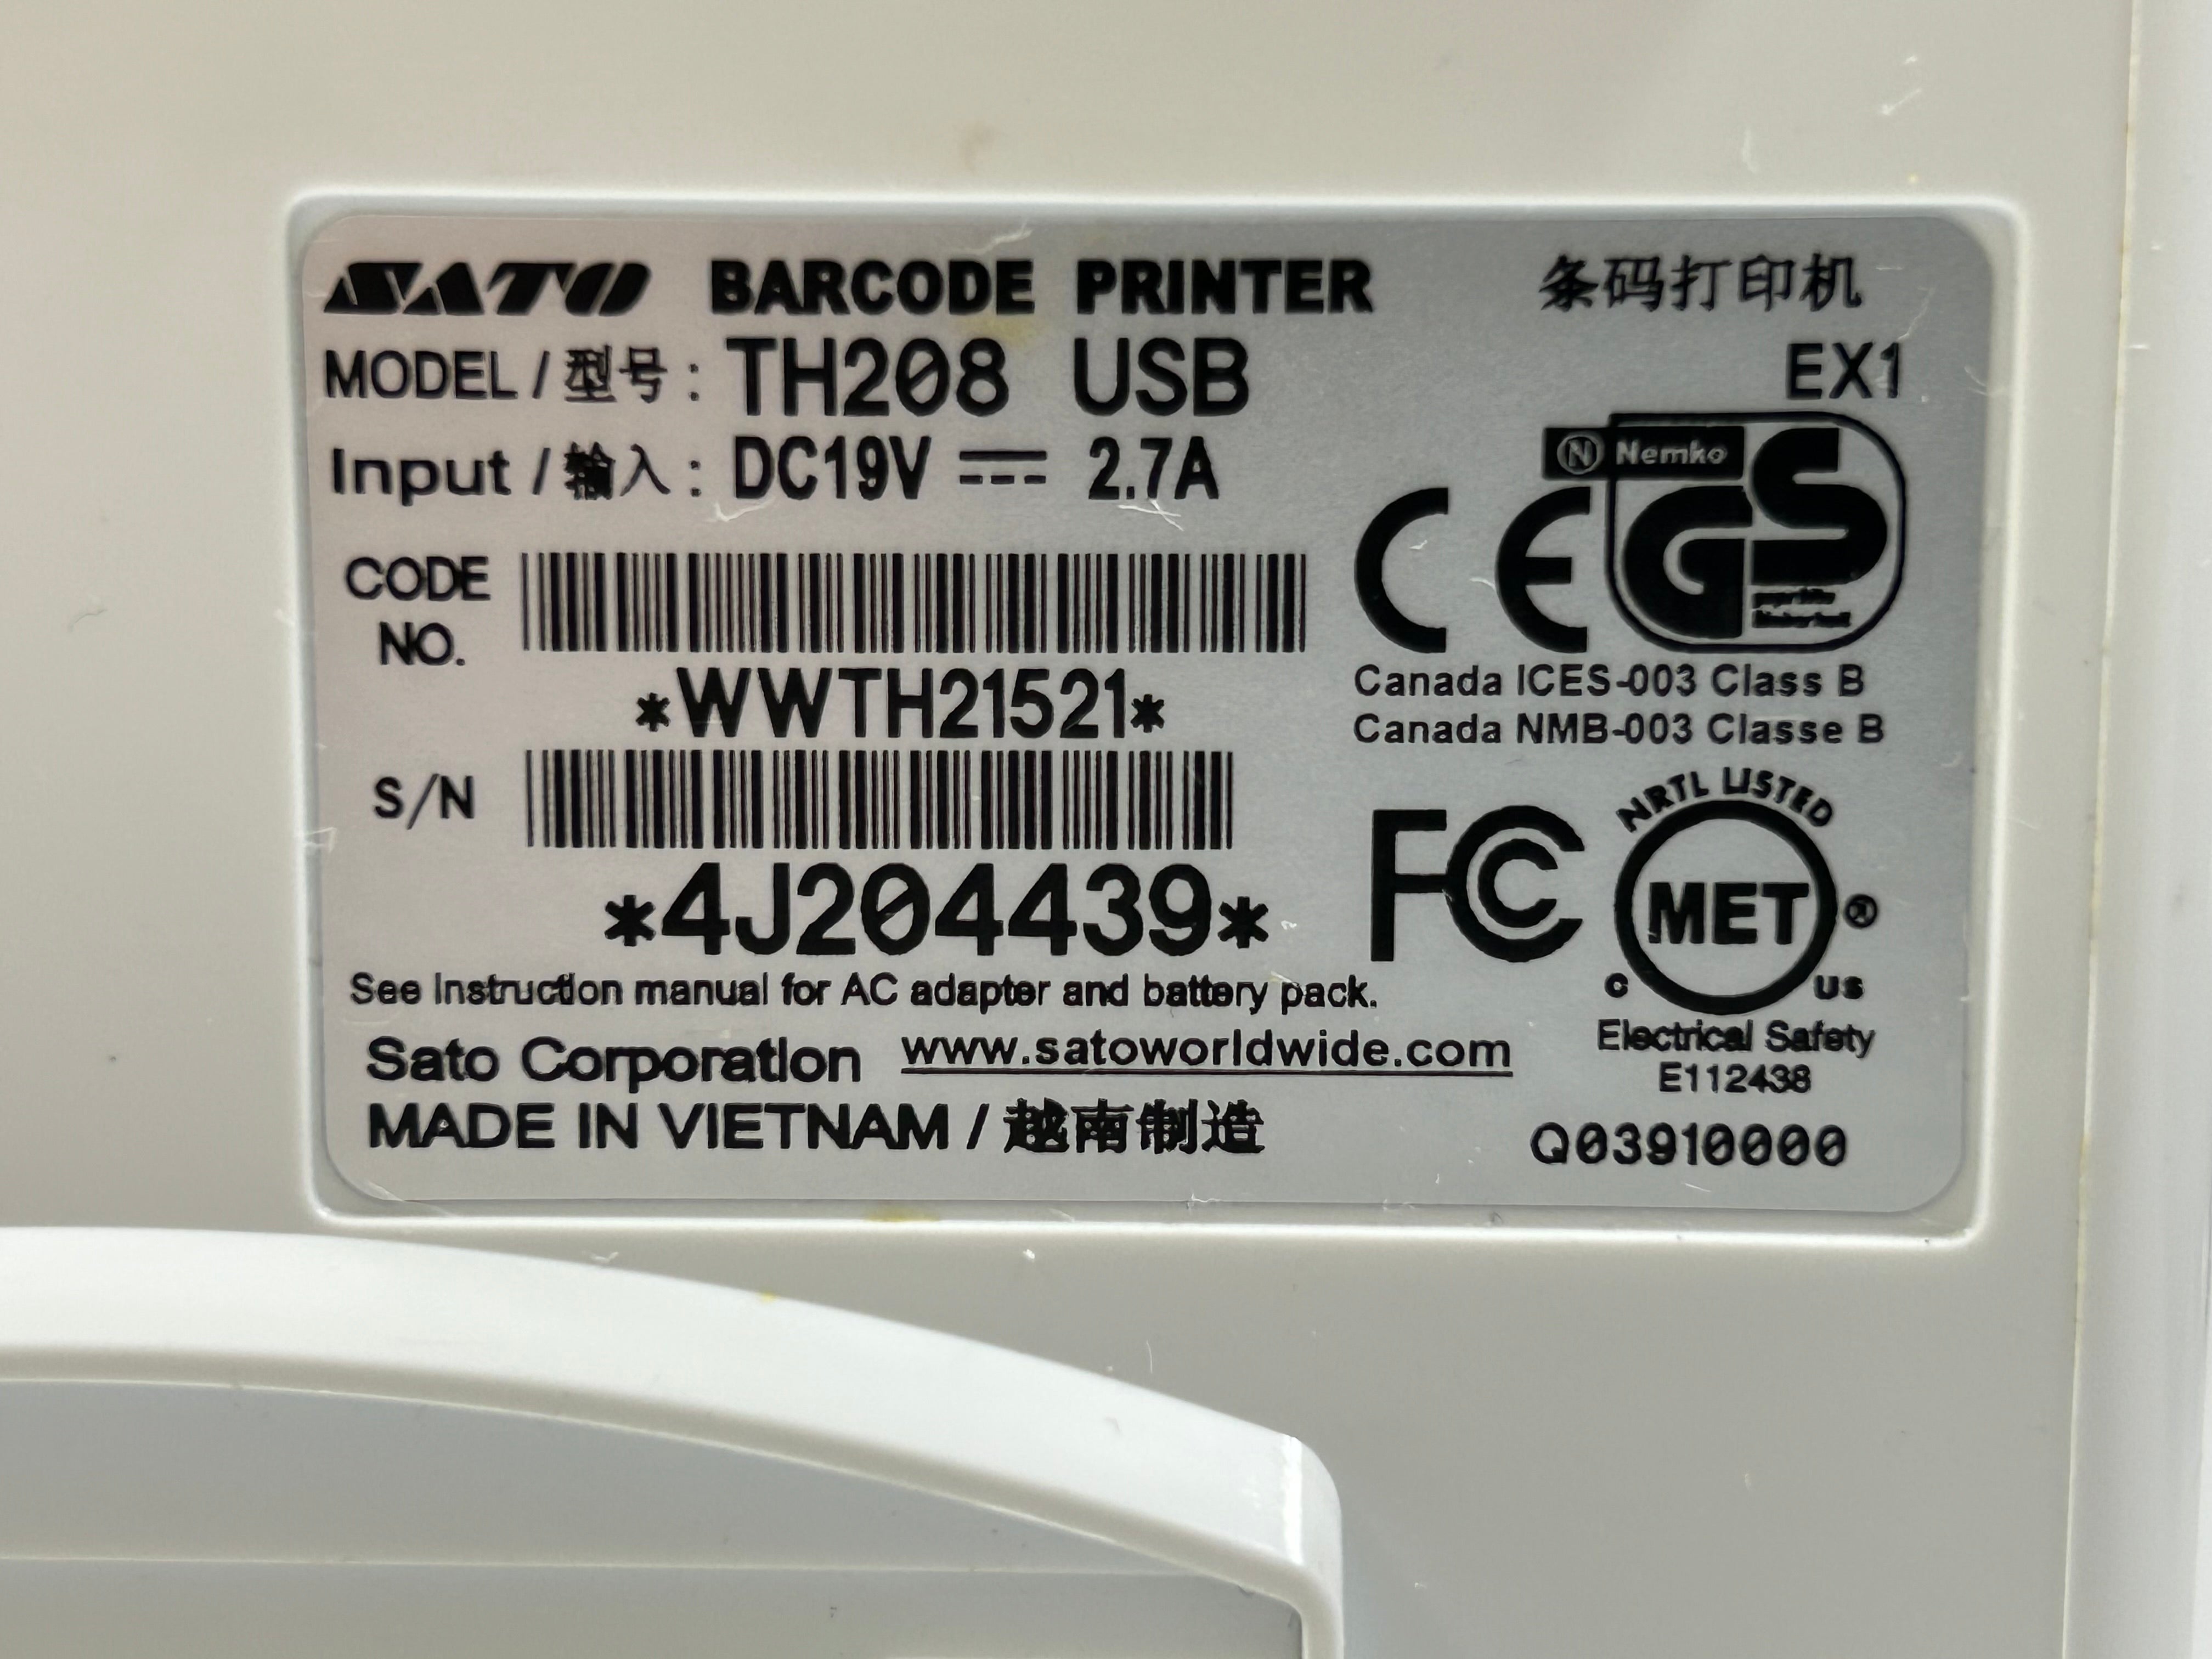 SATO BARCODE PRINTER 条码打印机
MODEL / 型号 : TH208 USB EX1
Input / 输入 : DC19V 2.7A
N Nemko
CE GS
CODE NO.
*WWTH21521*
Canada ICES-003 Class B
Canada NMB-003 Classe B
S/N
*4J204439*
FC
NRTL LISTED
MET ®
C US
See Instruction manual for AC adapter and battery pack.
Electrical Safety
E112438
Sato Corporation www.satoworldwide.com
MADE IN VIETNAM / 越南制造
Q03910000